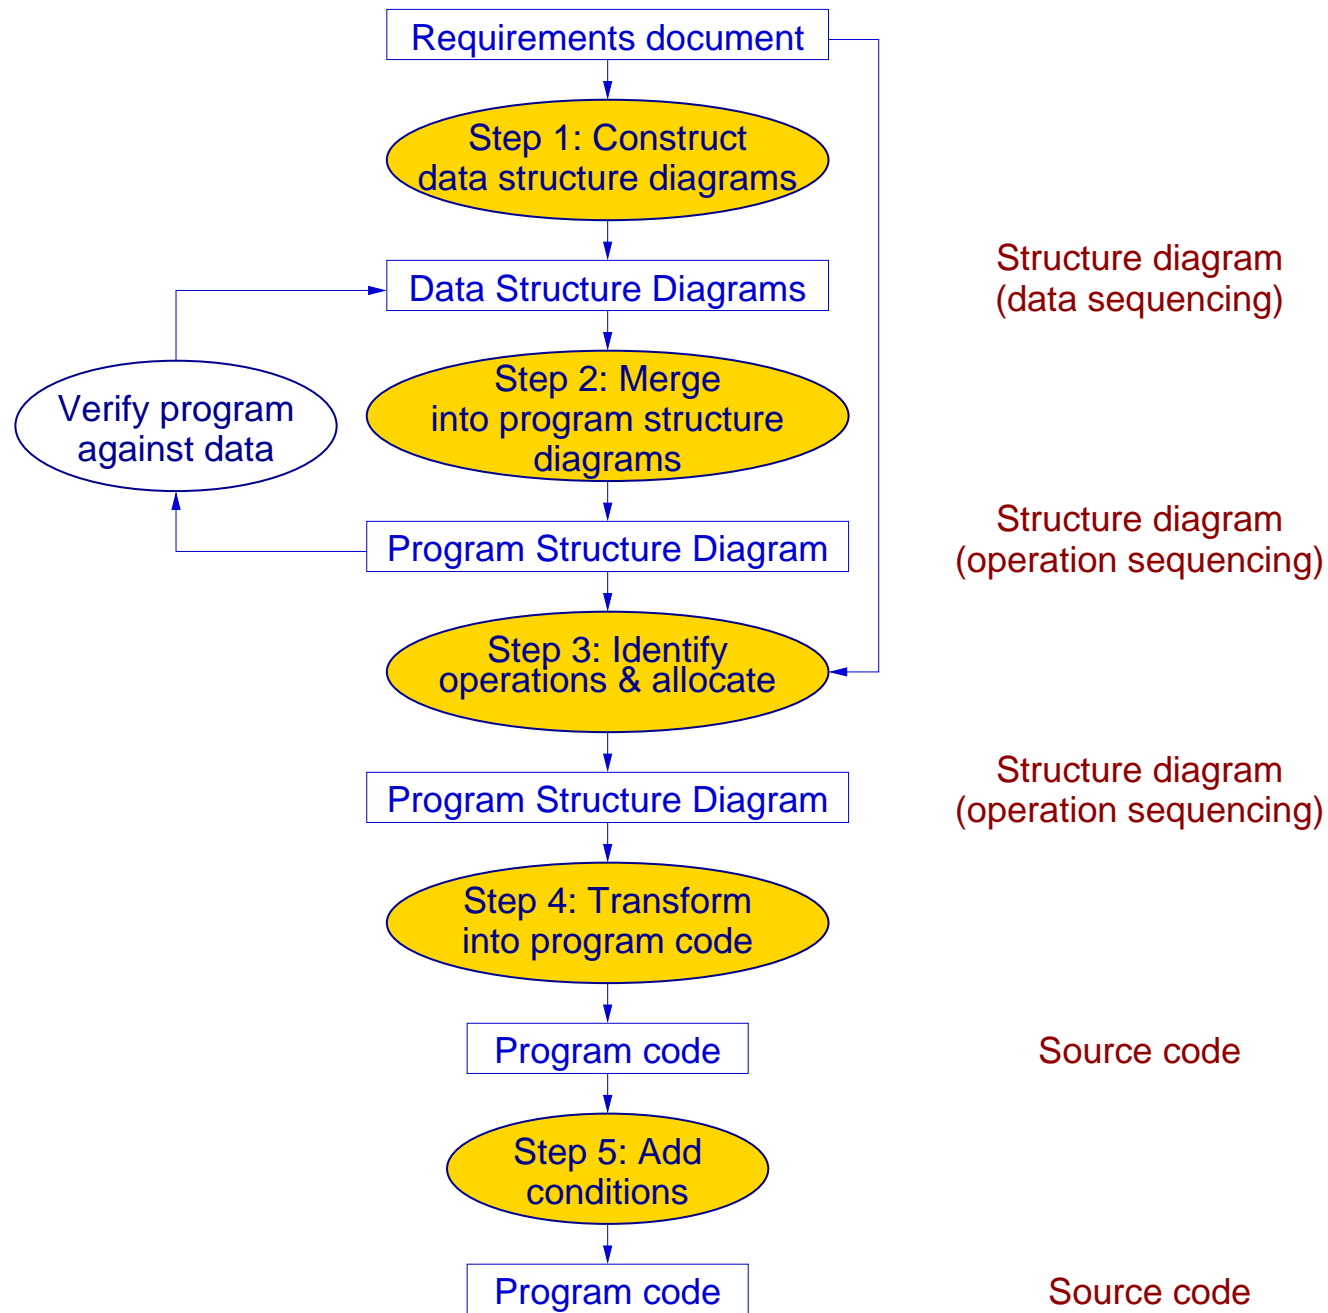 Requirements document
Step 1: Construct
data structure diagrams
Structure diagram
(data sequencing)
Data Structure Diagrams
Step 2: Merge
into program structure
diagrams
Verify program
against data
Structure diagram
(operation sequencing)
Program Structure Diagram
Step 3: Identify
operations & allocate
Structure diagram
(operation sequencing)
Program Structure Diagram
Step 4: Transform
into program code
Program code
Source code
Step 5: Add
conditions
Program code
Source code